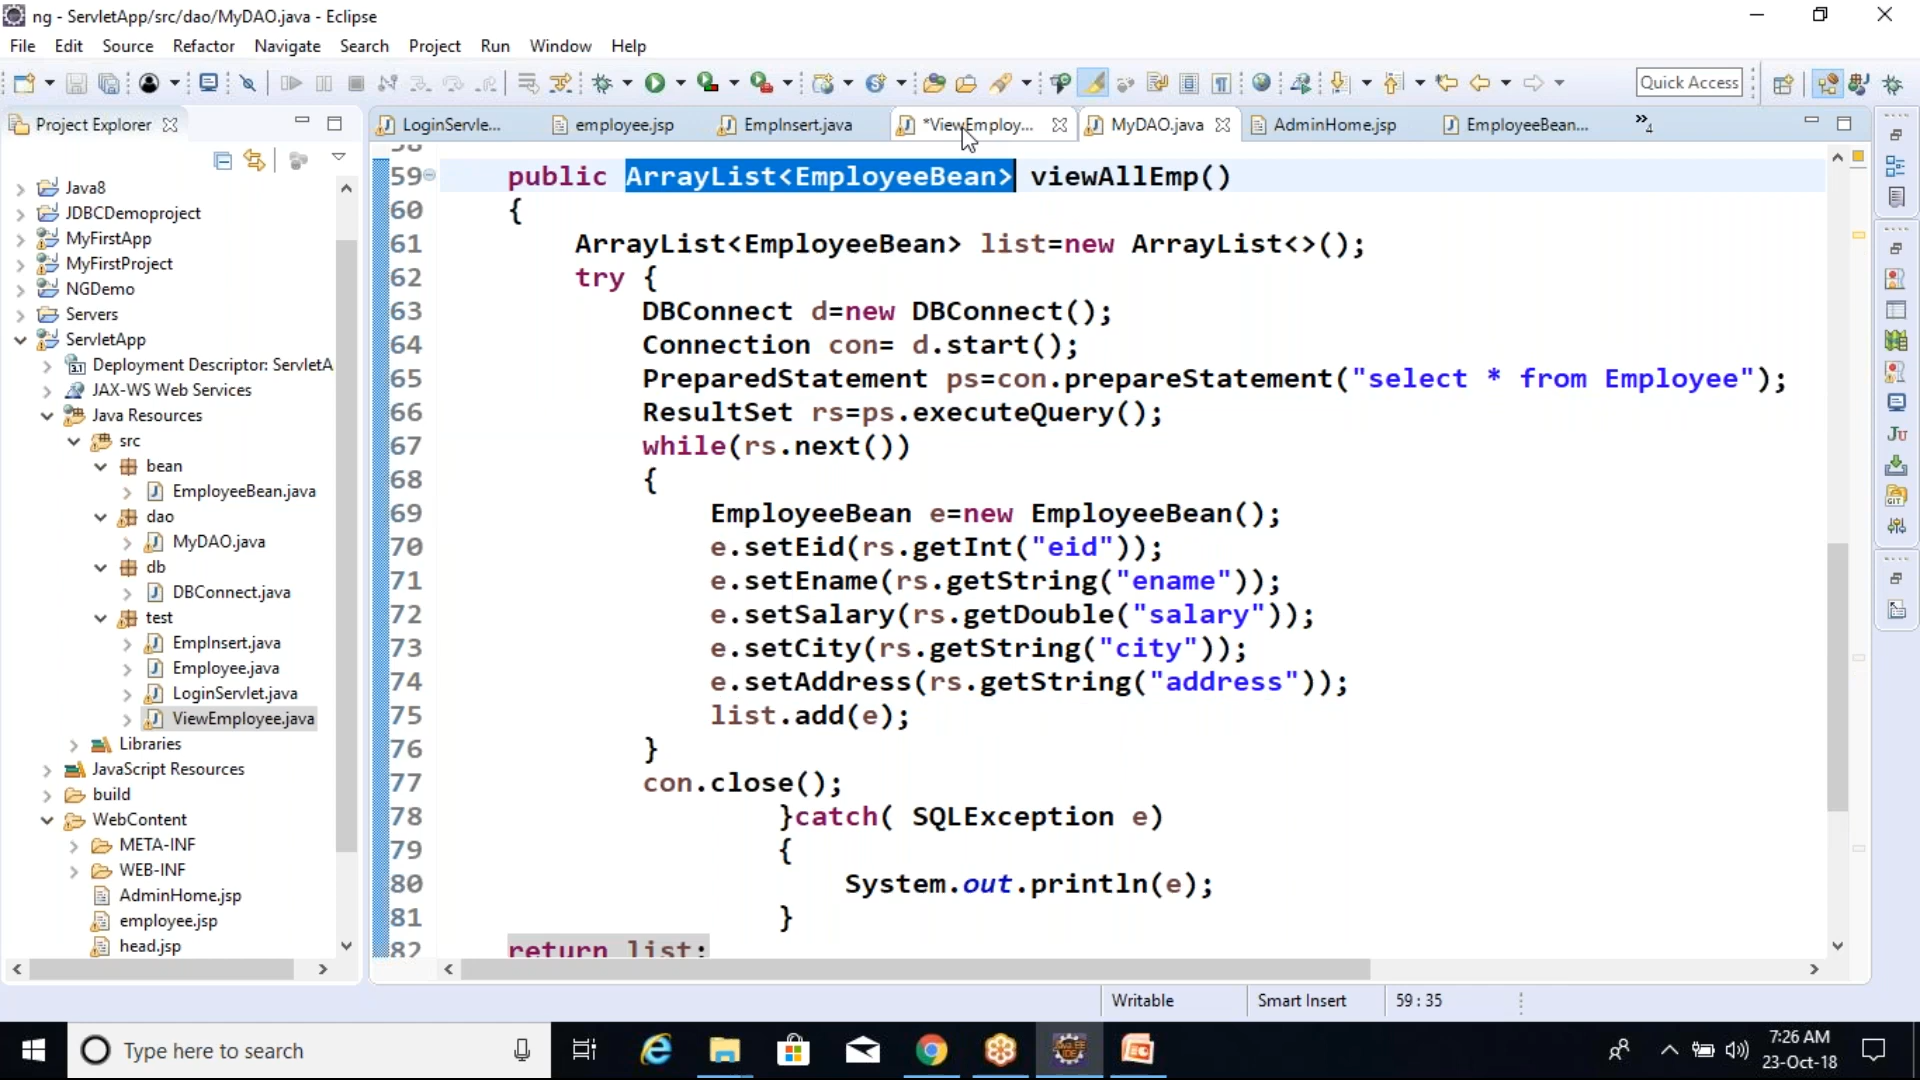 ng - ServletApp/src/dao/MyDAO.java - Eclipse
File Edit Source Refactor Navigate Search Project Run Window Help
Quick Access
Project Explorer
LoginServle...
employee.jsp
EmpInsert.java
*ViewEmploy...
MyDAO.java
AdminHome.jsp
EmployeeBean...
»4
Java8
JDBCDemoproject
MyFirstApp
MyFirstProject
NGDemo
Servers
ServletApp
Deployment Descriptor: ServletA
JAX-WS Web Services
Java Resources
src
bean
EmployeeBean.java
dao
MyDAO.java
db
DBConnect.java
test
EmpInsert.java
Employee.java
LoginServlet.java
ViewEmployee.java
Libraries
JavaScript Resources
build
WebContent
META-INF
WEB-INF
AdminHome.jsp
employee.jsp
head.jsp
59 public ArrayList<EmployeeBean> viewAllEmp()
60 {
61 ArrayList<EmployeeBean> list=new ArrayList<>();
62 try {
63 DBConnect d=new DBConnect();
64 Connection con= d.start();
65 PreparedStatement ps=con.prepareStatement("select * from Employee");
66 ResultSet rs=ps.executeQuery();
67 while(rs.next())
68 {
69 EmployeeBean e=new EmployeeBean();
70 e.setEid(rs.getInt("eid"));
71 e.setEname(rs.getString("ename"));
72 e.setSalary(rs.getDouble("salary"));
73 e.setCity(rs.getString("city"));
74 e.setAddress(rs.getString("address"));
75 list.add(e);
76 }
77 con.close();
78 }catch( SQLException e)
79 {
80 System.out.println(e);
81 }
82 return list;
Writable
Smart Insert
59 : 35
Type here to search
7:26 AM
23-Oct-18